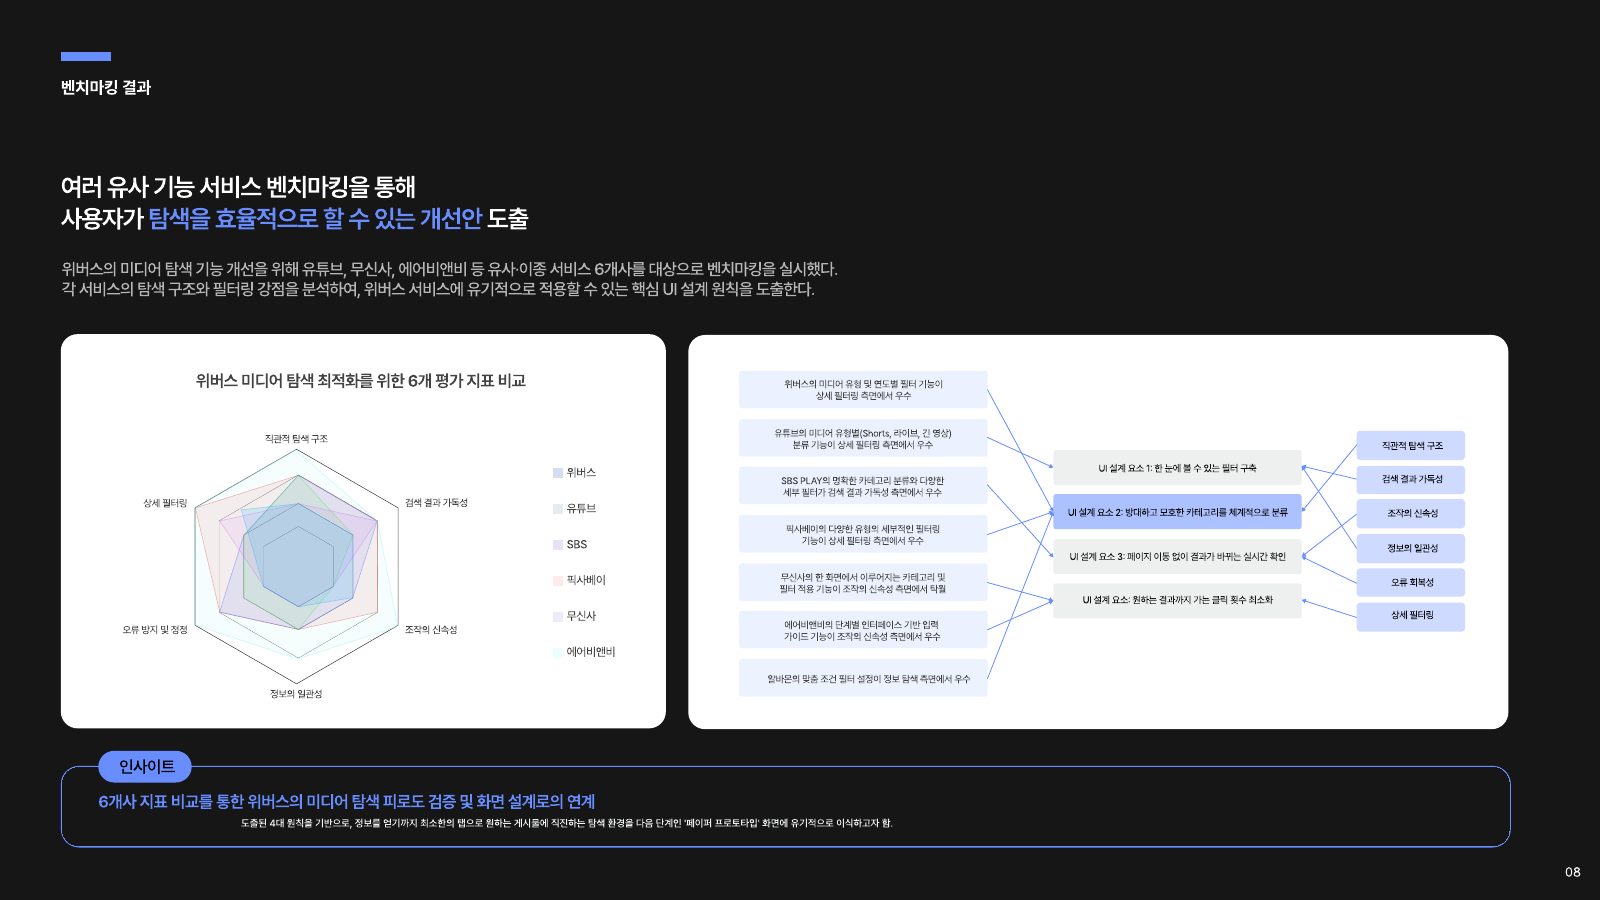 벤치마킹 결과
여러 유사 기능 서비스 벤치마킹을 통해
사용자가 탐색을 효율적으로 할 수 있는 개선안 도출
위버스의 미디어 탐색 기능 개선을 위해 유튜브, 무신사, 에어비앤비 등 유사·이종 서비스 6개사를 대상으로 벤치마킹을 실시했다.
각 서비스의 탐색 구조와 필터링 강점을 분석하여, 위버스 서비스에 유기적으로 적용할 수 있는 핵심 UI 설계 원칙을 도출한다.
위버스 미디어 탐색 최적화를 위한 6개 평가 지표 비교
직관적 탐색 구조
검색 결과 가독성
조작의 신속성
정보의 일관성
오류 방지 및 정정
상세 필터링
위버스
유튜브
SBS
픽사베이
무신사
에어비앤비
위버스의 미디어 유형 및 연도별 필터 기능이
상세 필터링 측면에서 우수
유튜브의 미디어 유형별(Shorts, 라이브, 긴 영상)
분류 기능이 상세 필터링 측면에서 우수
SBS PLAY의 명확한 카테고리 분류와 다양한
세부 필터가 검색 결과 가독성 측면에서 우수
픽사베이의 다양한 유형의 세부적인 필터링
기능이 상세 필터링 측면에서 우수
무신사의 한 화면에서 이루어지는 카테고리 및
필터 적용 기능이 조작의 신속성 측면에서 탁월
에어비앤비의 단계별 인터페이스 기반 입력
가이드 기능이 조작의 신속성 측면에서 우수
알바몬의 맞춤 조건 필터 설정이 정보 탐색 측면에서 우수
UI 설계 요소 1: 한 눈에 볼 수 있는 필터 구축
UI 설계 요소 2: 방대하고 모호한 카테고리를 체계적으로 분류
UI 설계 요소 3: 페이지 이동 없이 결과가 바뀌는 실시간 확인
UI 설계 요소: 원하는 결과까지 가는 클릭 횟수 최소화
직관적 탐색 구조
검색 결과 가독성
조작의 신속성
정보의 일관성
오류 회복성
상세 필터링
인사이트
6개사 지표 비교를 통한 위버스의 미디어 탐색 피로도 검증 및 화면 설계로의 연계
도출된 4대 원칙을 기반으로, 정보를 얻기까지 최소한의 탭으로 원하는 게시물에 직진하는 탐색 환경을 다음 단계인 '페이퍼 프로토타입' 화면에 유기적으로 이식하고자 함.
08